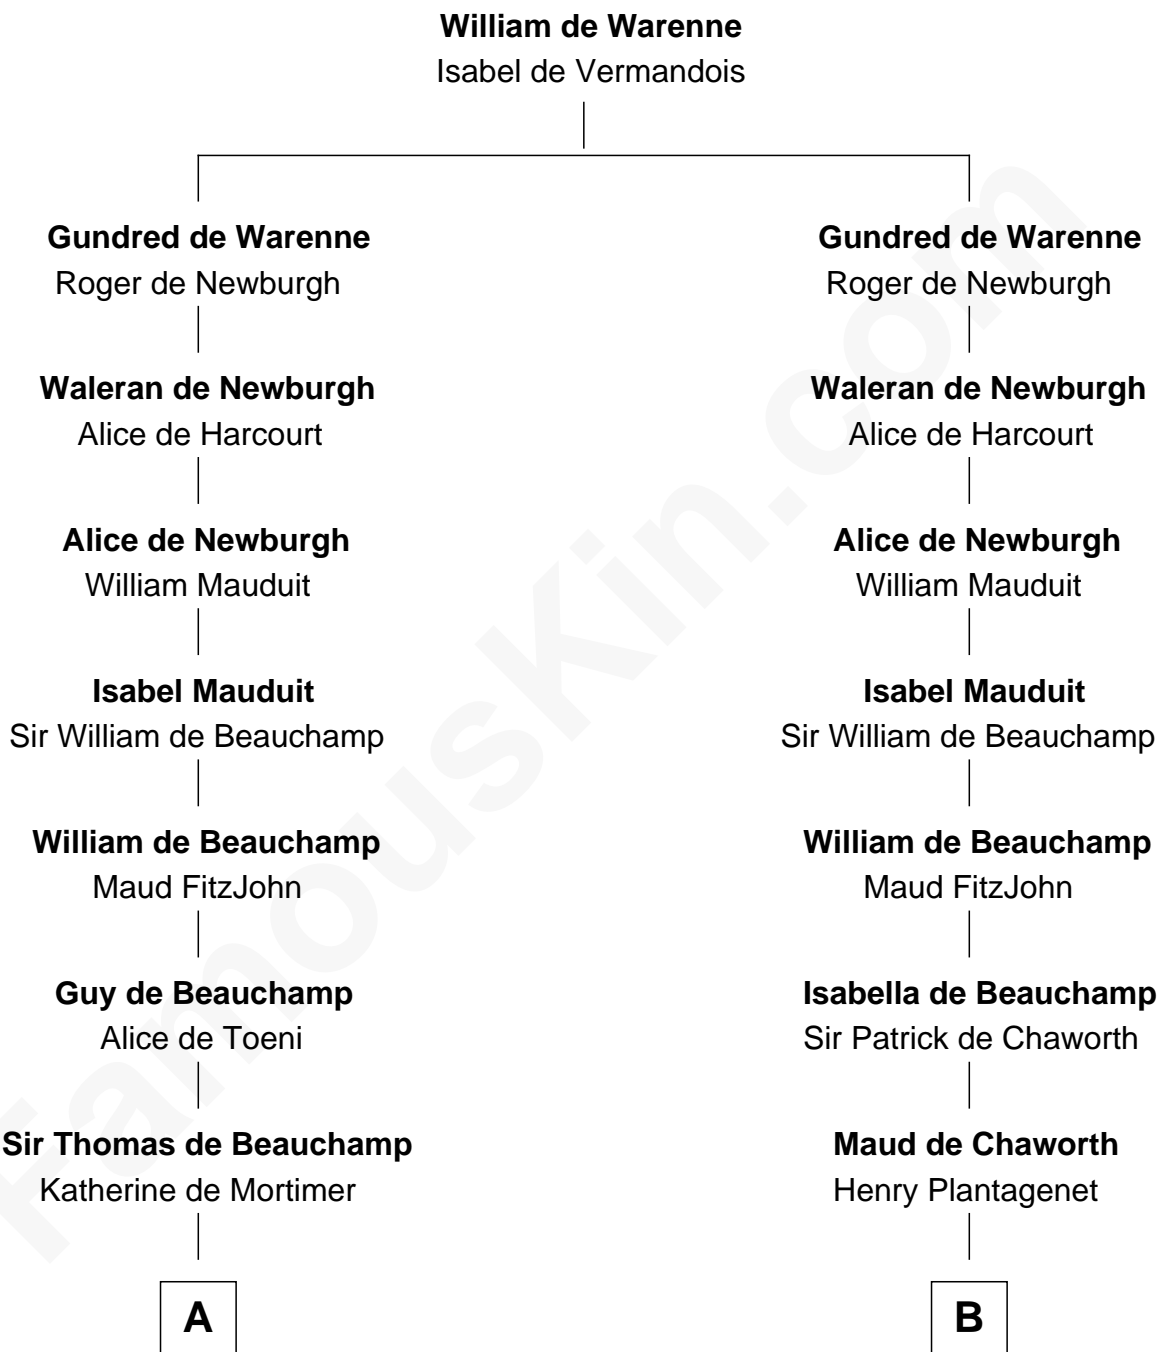 William de Warenne
Isabel de Vermandois
Gundred de Warenne
Roger de Newburgh
Waleran de Newburgh
Alice de Harcourt
Alice de Newburgh
William Mauduit
Isabel Mauduit
Sir William de Beauchamp
William de Beauchamp
Maud FitzJohn
Guy de Beauchamp
Alice de Toeni
Sir Thomas de Beauchamp
Katherine de Mortimer
A
Gundred de Warenne
Roger de Newburgh
Waleran de Newburgh
Alice de Harcourt
Alice de Newburgh
William Mauduit
Isabel Mauduit
Sir William de Beauchamp
William de Beauchamp
Maud FitzJohn
Isabella de Beauchamp
Sir Patrick de Chaworth
Maud de Chaworth
Henry Plantagenet
B
FamousKin.com